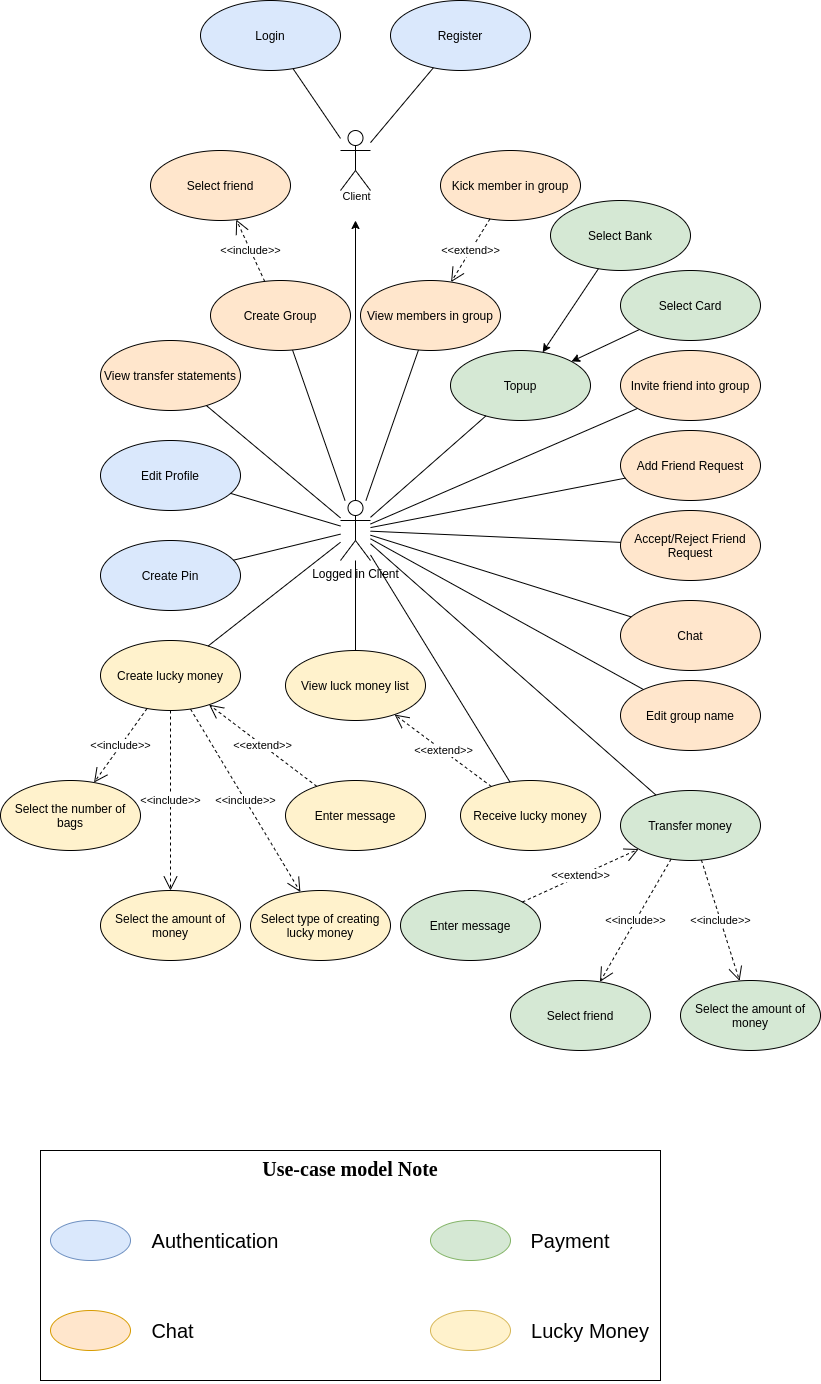 Login
Register
Client
Select friend
Kick member in group
Select Bank
<<include>>
<<extend>>
Select Card
Create Group
View members in group
View transfer statements
Topup
Invite friend into group
Edit Profile
Add Friend Request
Accept/Reject Friend
Request
Create Pin
Logged in Client
Chat
Create lucky money
View luck money list
Edit group name
<<include>>
<<extend>>
<<extend>>
<<include>>
<<include>>
Select the number of
bags
Enter message
Receive lucky money
Transfer money
<<extend>>
Select the amount of
money
Select type of creating
lucky money
Enter message
<<include>>
<<include>>
Select friend
Select the amount of
money
Use-case model Note
Authentication
Payment
Chat
Lucky Money